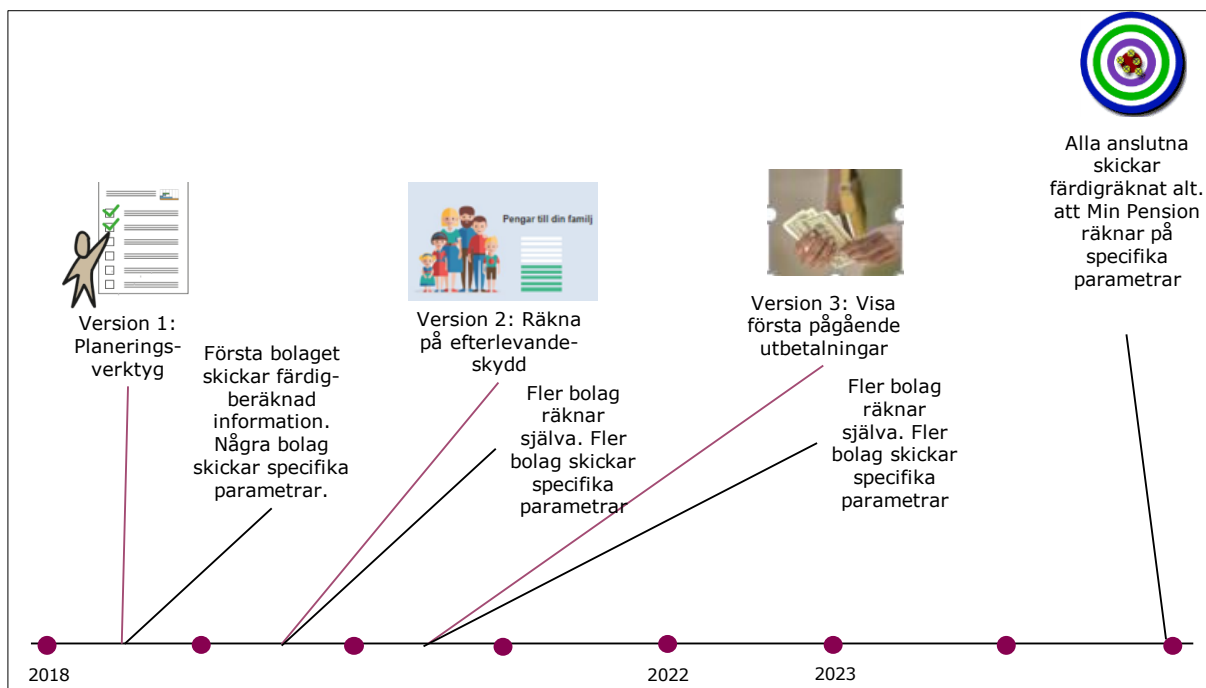 Alla anslutna
skickar
färdigräknat alt.
att Min Pension
räknar på
specifika
parametrar
Pengar till din familj
Version 1:
Planerings-
verktyg
Första bolaget
skickar färdig-
beräknad
information.
Några bolag
skickar specifika
parametrar.
Version 2: Räkna
på efterlevande-
skydd
Fler bolag
räknar
själva. Fler
bolag skickar
specifika
parametrar
Version 3: Visa
första pågående
utbetalningar
Fler bolag
räknar
själva. Fler
bolag skickar
specifika
parametrar
2018
2022
2023